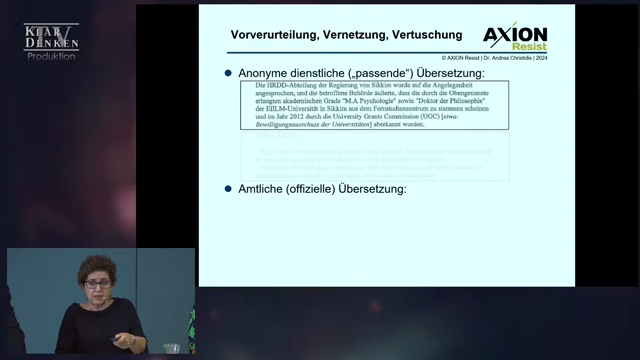 KLAR
DENKEN
TV
Produktion
Vorverurteilung, Vernetzung, Vertuschung
AXION
Resist
© AXION Resist | Dr. Andrea Christidis | 2024
Anonyme dienstliche („passende“) Übersetzung:
Die HRDD-Abteilung der Regierung von Sikkim wurde auf die Angelegenheit
angesprochen, und die betroffene Behörde äußerte, dass die durch die Obengenannte
erlangten akademischen Grade "M.A Psychologie" sowie "Doktor der Philosophie"
der EIILM-Universität in Sikkim aus dem Fernstudienzentrum zu stammen scheinen
und im Jahr 2012 durch die University Grants Commission (UGC) [etwa:
Bewilligungsausschuss der Universitäten] aberkannt wurden.
Amtliche (offizielle) Übersetzung: